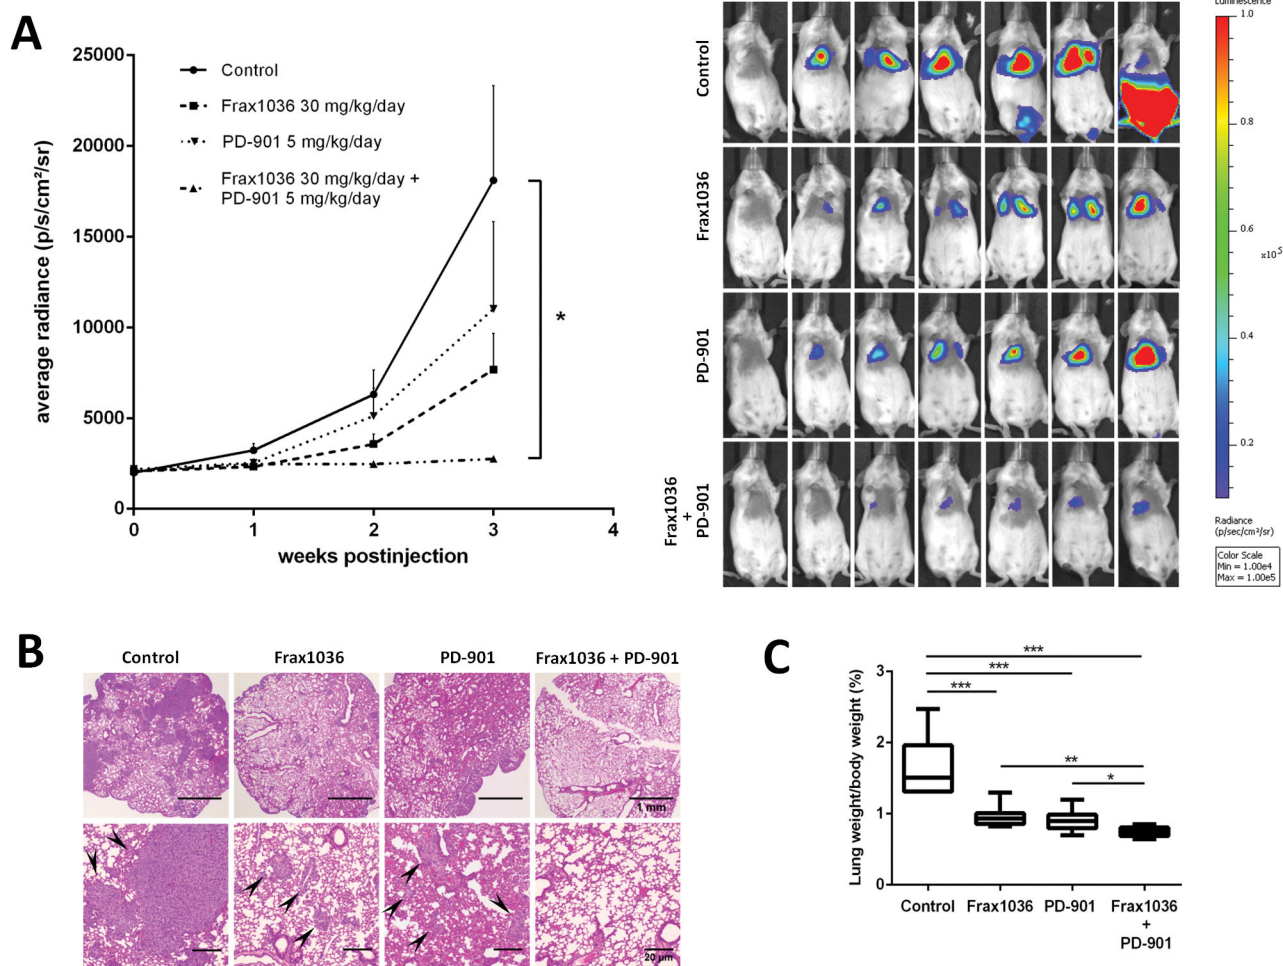 A
25000
20000
15000
10000
5000
0
average radiance (p/s/cm²/sr)
0 1 2 3 4
weeks postinjection
Control
Frax1036 30 mg/kg/day
PD-901 5 mg/kg/day
Frax1036 30 mg/kg/day +
PD-901 5 mg/kg/day
*
Control
Frax1036
PD-901
Frax1036
+
PD-901
Luminescence
1.0
0.8
0.6
x10⁵
0.4
0.2
Radiance
(p/sec/cm²/sr)
Color Scale
Min = 1.00e4
Max = 1.00e5
B
Control Frax1036 PD-901 Frax1036 + PD-901
1 mm
20 µm
C
Lung weight/body weight (%)
3
2
1
0
***
***
***
**
*
Control Frax1036 PD-901 Frax1036
+
PD-901